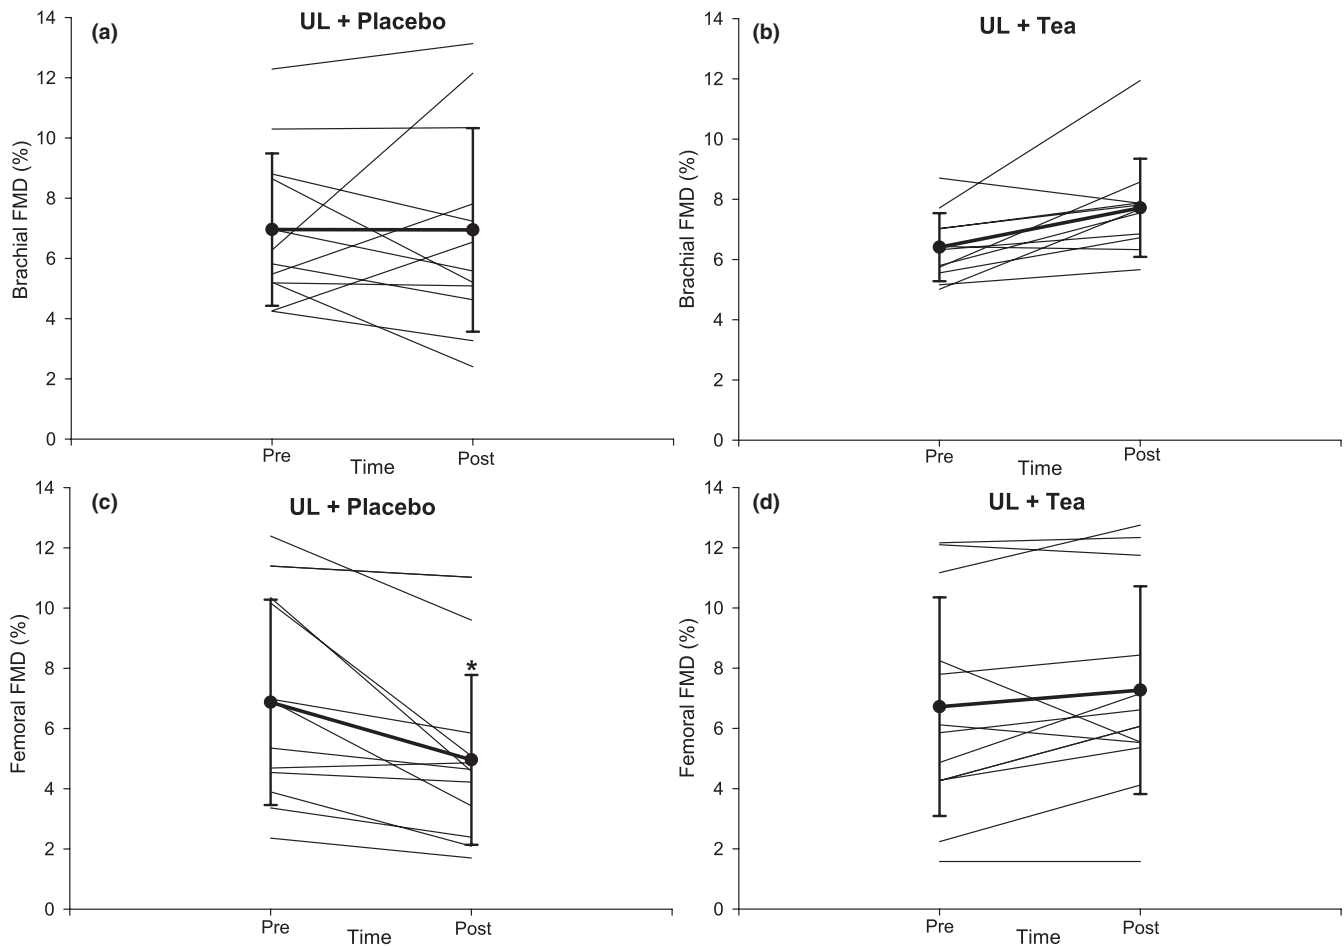 (a)
UL + Placebo
Brachial FMD (%)
14
12
10
8
6
4
2
0
Pre
Time
Post
(b)
UL + Tea
Brachial FMD (%)
14
12
10
8
6
4
2
0
Pre
Time
Post
(c)
UL + Placebo
Femoral FMD (%)
14
12
10
8
6
4
2
0
*
Pre
Time
Post
(d)
UL + Tea
Femoral FMD (%)
14
12
10
8
6
4
2
0
Pre
Time
Post